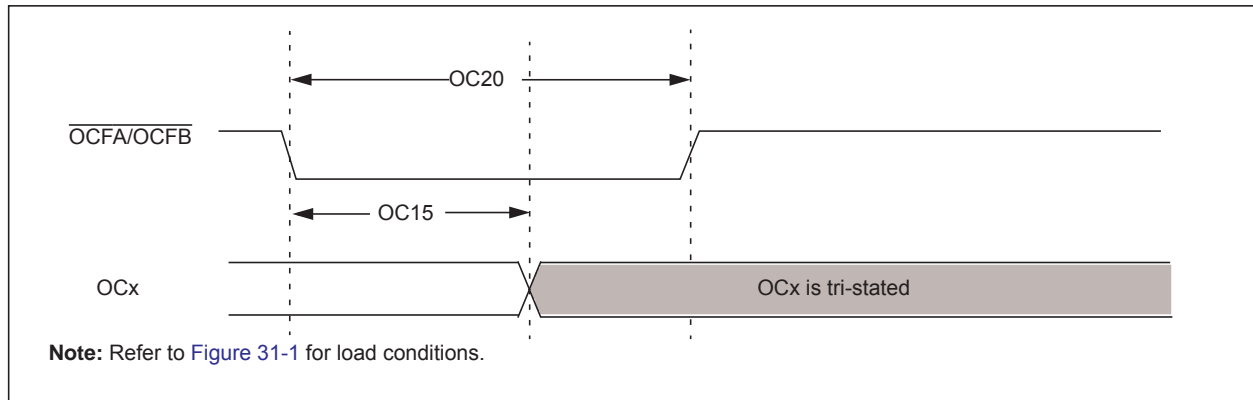 OC20
OCFA/OCFB
OC15
OCx
OCx is tri-stated
Note: Refer to Figure 31-1 for load conditions.